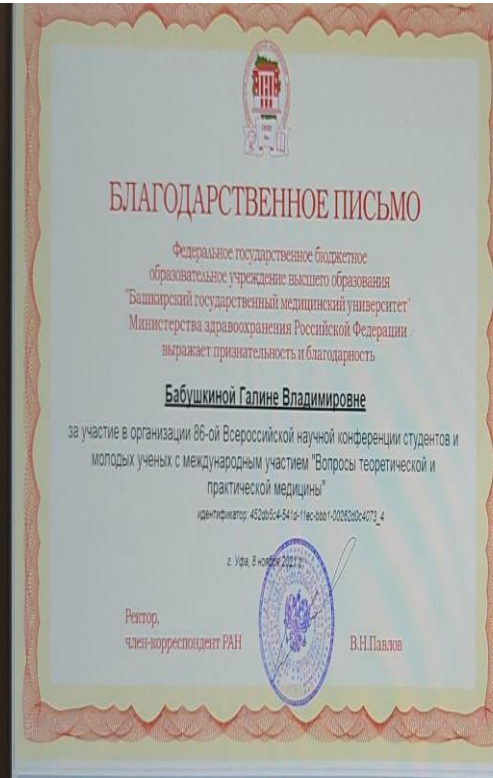 БЛАГОДАРСТВЕННОЕ ПИСЬМО
Федеральное государственное бюджетное
образовательное учреждение высшего образования
"Башкирский государственный медицинский университет"
Министерства здравоохранения Российской Федерации
выражает признательность и благодарность
Бабушкиной Галине Владимировне
за участие в организации 86-ой Всероссийской научной конференции студентов и
молодых ученых с международным участием "Вопросы теоретической и
практической медицины"
идентификатор: 452db5c4-541d-11ec-bbb1-00262d0c4073_4
г. Уфа, 8 ноября 2021 г.
Ректор,
член-корреспондент РАН В.Н.Павлов